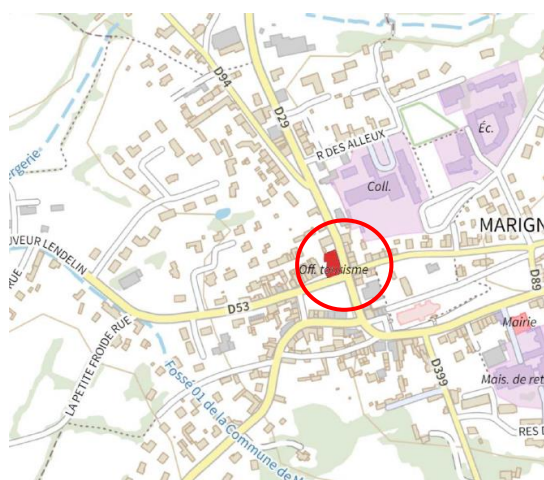 D94
D29
R DES ALLEUX
Éc.
Coll.
ergerie
MARIGN
UVEUR LENDELIN
RUE
Off. tourisme
D53
D89
LA PETITE FROIDE RUE
Mairie
Fossé 01 de la Commune de M
D399
Mais. de ret
RES D